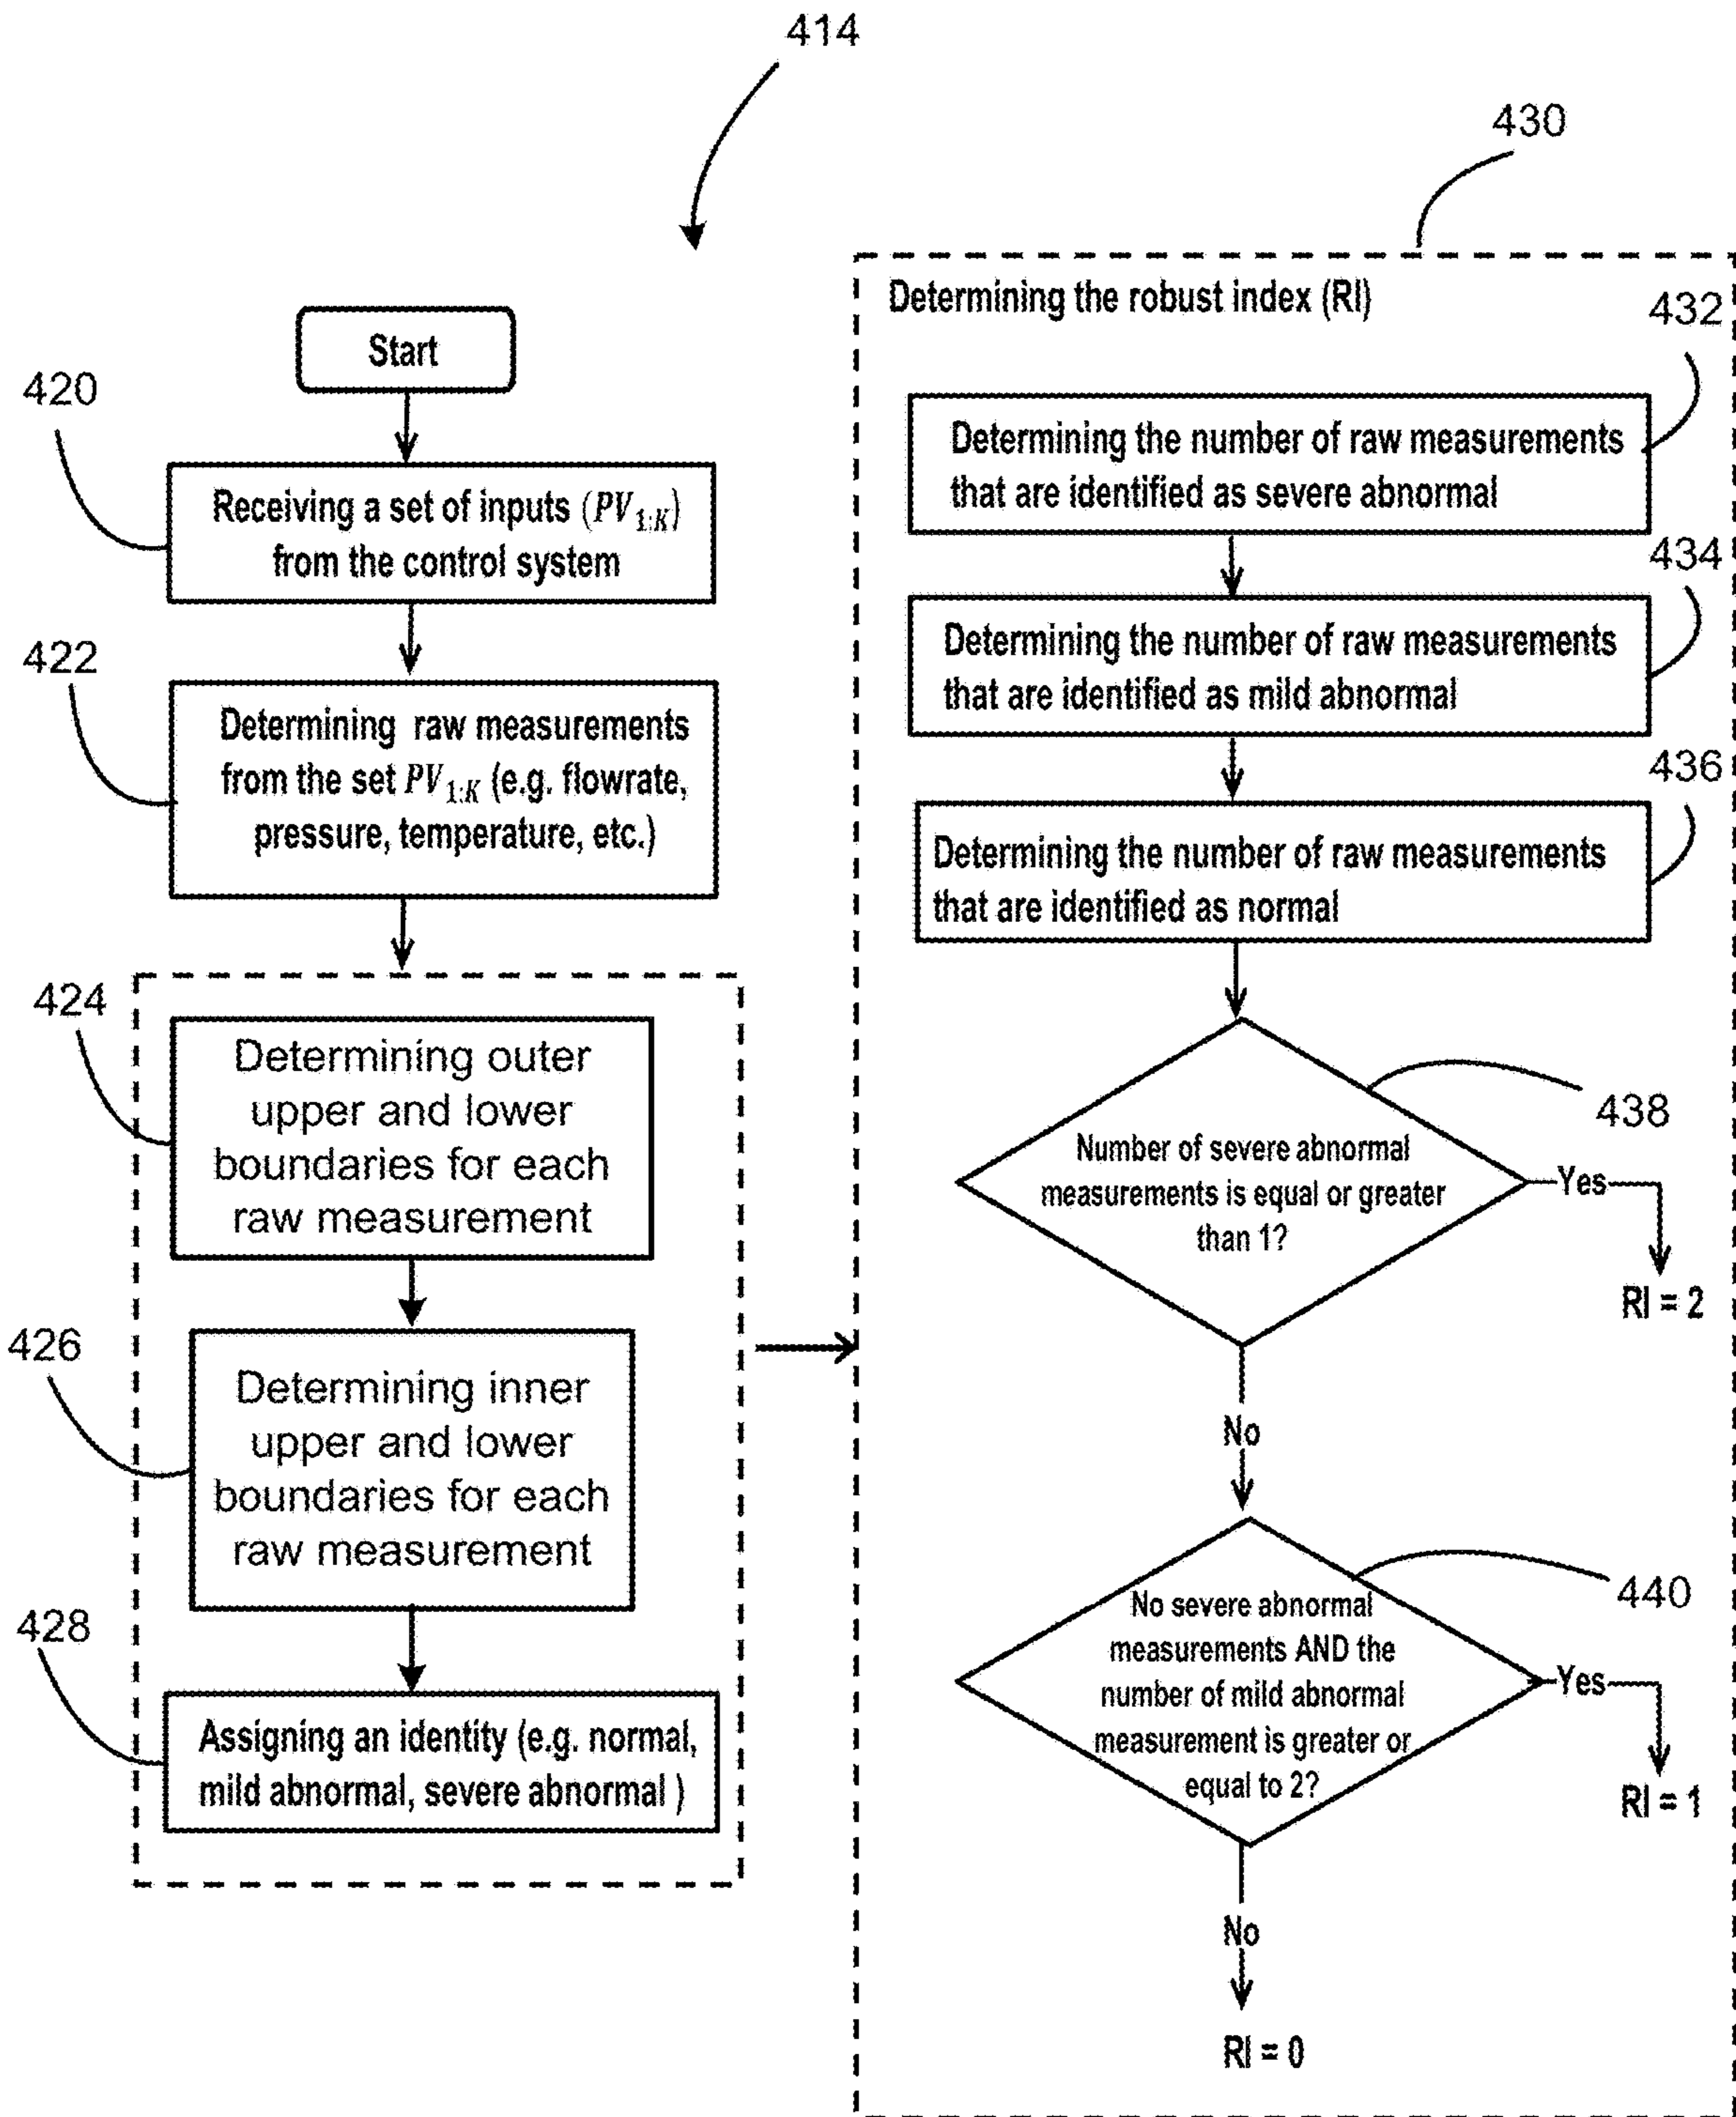 414
Start
420
Receiving a set of inputs (PV1:K)
from the control system
422
Determining raw measurements
from the set PV1:K (e.g. flowrate,
pressure, temperature, etc.)
424
Determining outer
upper and lower
boundaries for each
raw measurement
426
Determining inner
upper and lower
boundaries for each
raw measurement
428
Assigning an identity (e.g. normal,
mild abnormal, severe abnormal )
430
Determining the robust index (RI)
432
Determining the number of raw measurements
that are identified as severe abnormal
434
Determining the number of raw measurements
that are identified as mild abnormal
436
Determining the number of raw measurements
that are identified as normal
438
Number of severe abnormal
measurements is equal or greater
than 1?
Yes
RI = 2
No
440
No severe abnormal
measurements AND the
number of mild abnormal
measurement is greater or
equal to 2?
Yes
RI = 1
No
RI = 0